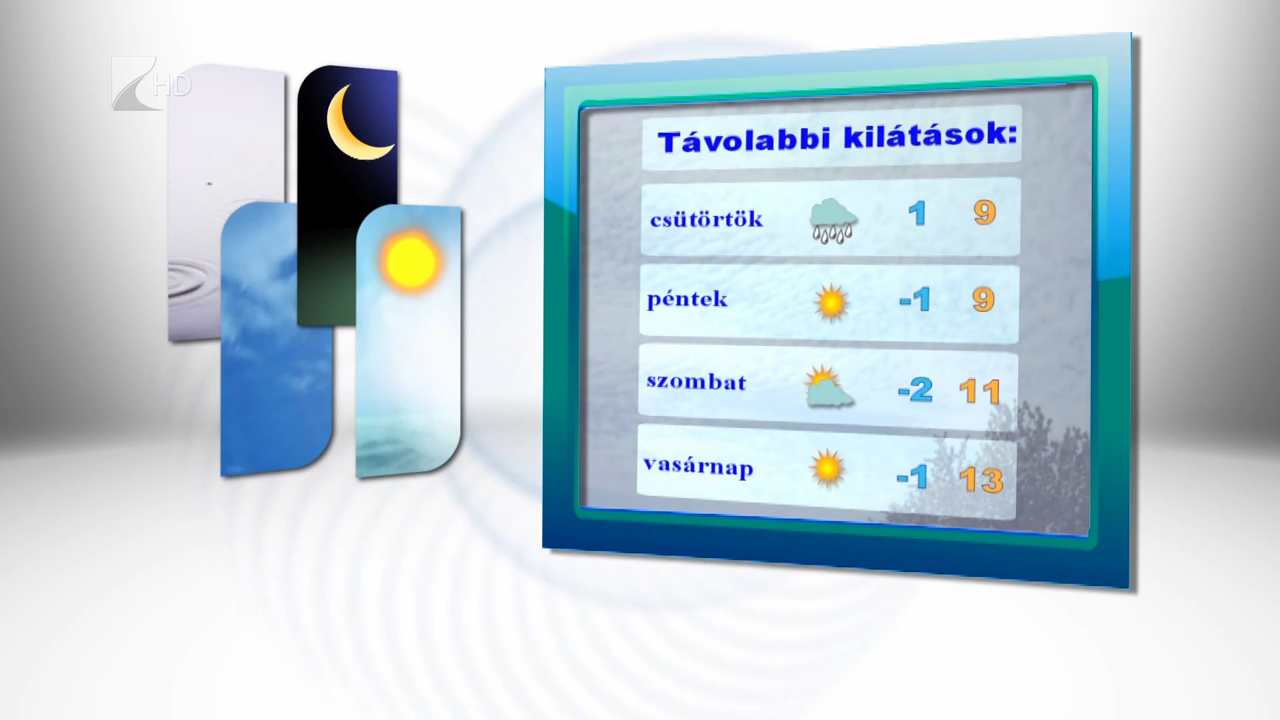 HD
Távolabbi kilátások:
csütörtök 1 9
péntek -1 9
szombat -2 11
vasárnap -1 13